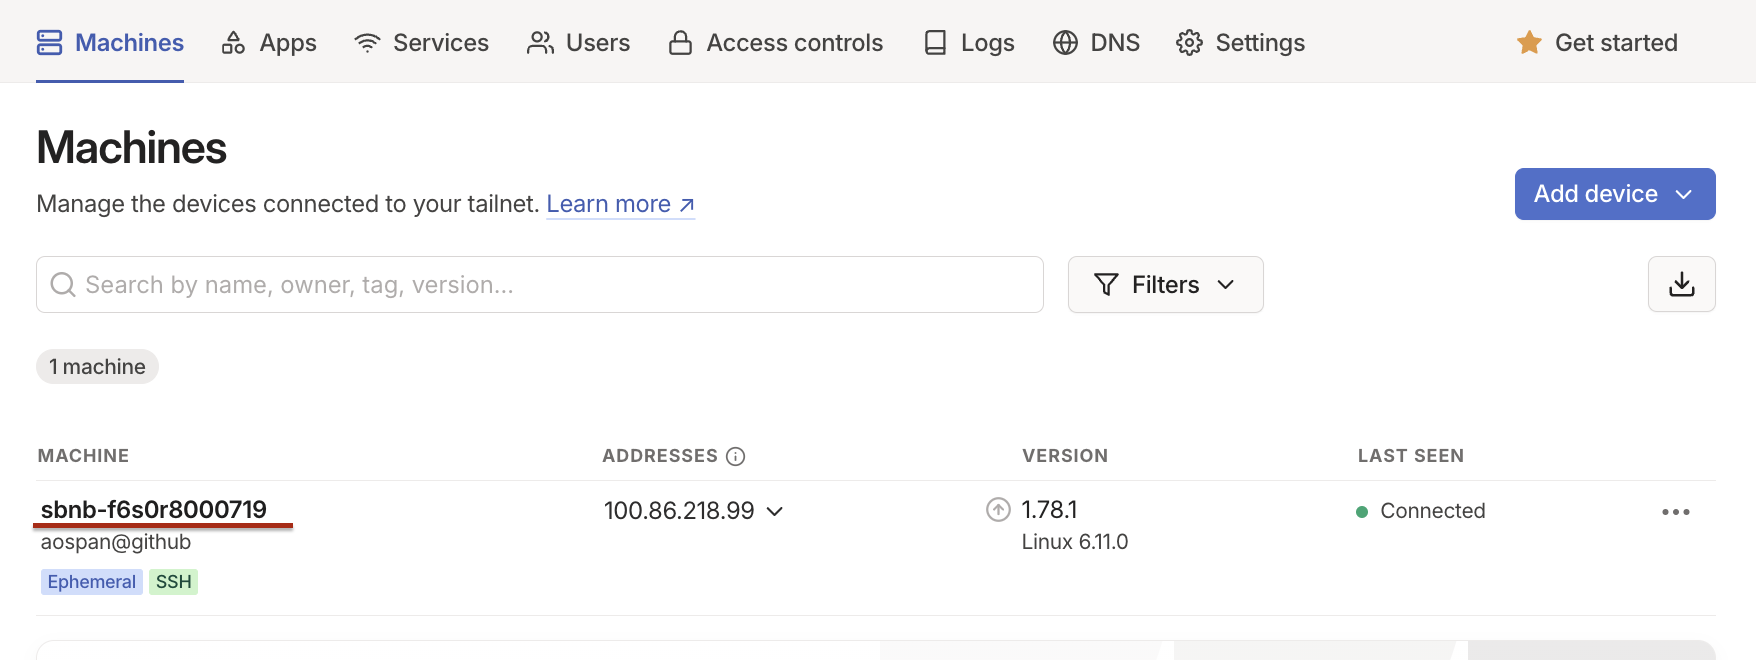 Machines Apps Services Users Access controls Logs DNS Settings Get started
Machines
Manage the devices connected to your tailnet. Learn more ↗
Add device
Search by name, owner, tag, version...
Filters
1 machine
MACHINE ADDRESSES VERSION LAST SEEN
sbnb-f6s0r8000719 100.86.218.99 1.78.1 Connected
aospan@github Linux 6.11.0
Ephemeral SSH